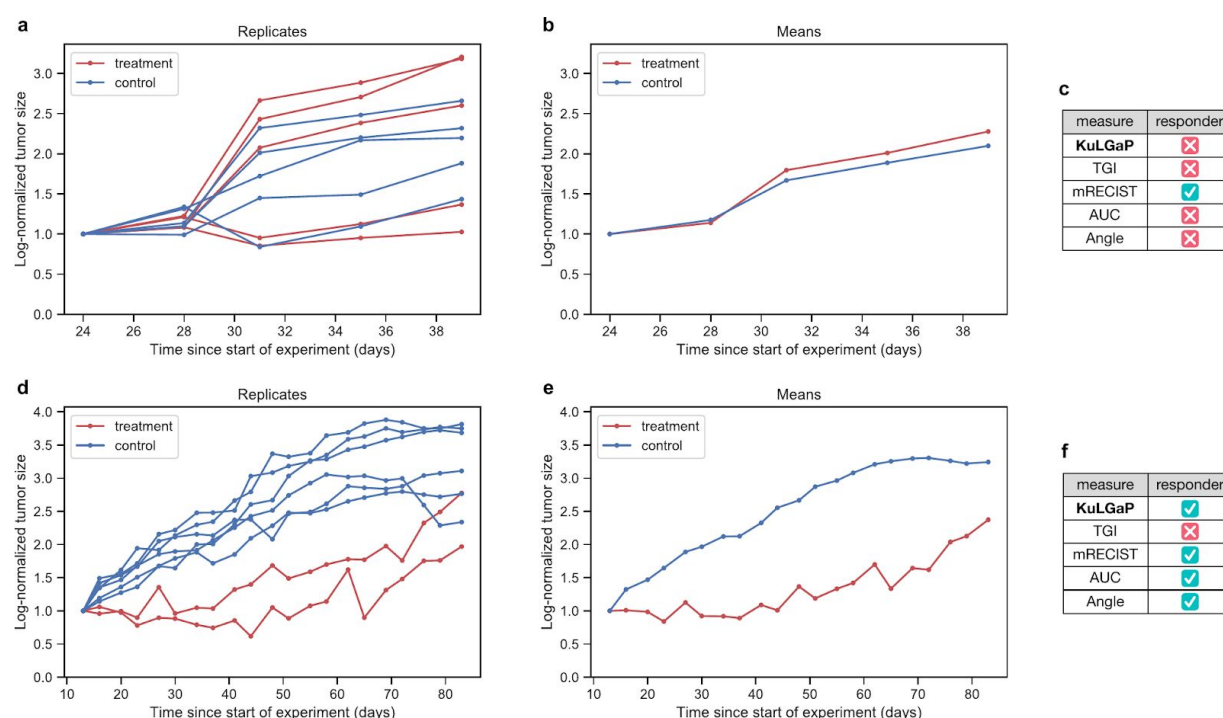 a
Replicates
treatment
control
3.0
2.5
2.0
1.5
1.0
0.5
0.0
Log-normalized tumor size
24 26 28 30 32 34 36 38
Time since start of experiment (days)
b
Means
treatment
control
3.0
2.5
2.0
1.5
1.0
0.5
0.0
Log-normalized tumor size
24 26 28 30 32 34 36 38
Time since start of experiment (days)
c
measure responder
KuLGaP
TGI
mRECIST
AUC
Angle
d
Replicates
treatment
control
4.0
3.5
3.0
2.5
2.0
1.5
1.0
0.5
0.0
Log-normalized tumor size
10 20 30 40 50 60 70 80
Time since start of experiment (days)
e
Means
treatment
control
4.0
3.5
3.0
2.5
2.0
1.5
1.0
0.5
0.0
Log-normalized tumor size
10 20 30 40 50 60 70 80
Time since start of experiment (days)
f
measure responder
KuLGaP
TGI
mRECIST
AUC
Angle